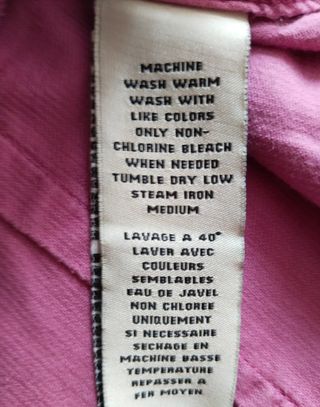 MACHINE
WASH WARM
WASH WITH
LIKE COLORS
ONLY NON-
CHLORINE BLEACH
WHEN NEEDED
TUMBLE DRY LOW
STEAM IRON
MEDIUM
LAVAGE A 40°
LAVER AVEC
COULEURS
SEMBLABLES
EAU DE JAVEL
NON CHLOREE
UNIQUEMENT
SI NECESSAIRE
SECHAGE EN
MACHINE BASSE
TEMPERATURE
REPASSER A
FER MOYEN